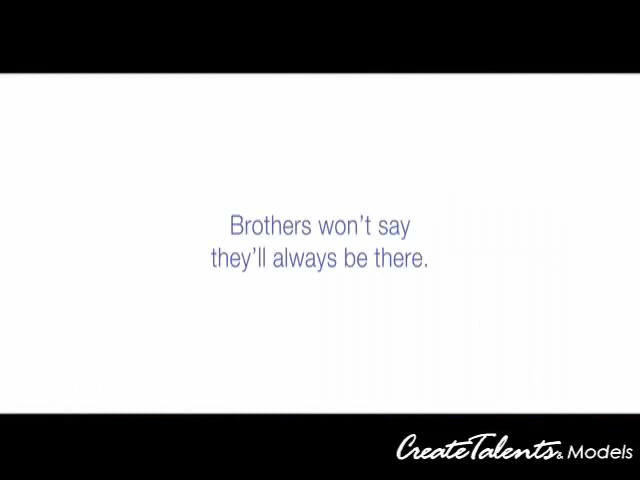 Brothers won't say
they'll always be there.
CreateTalents & Models